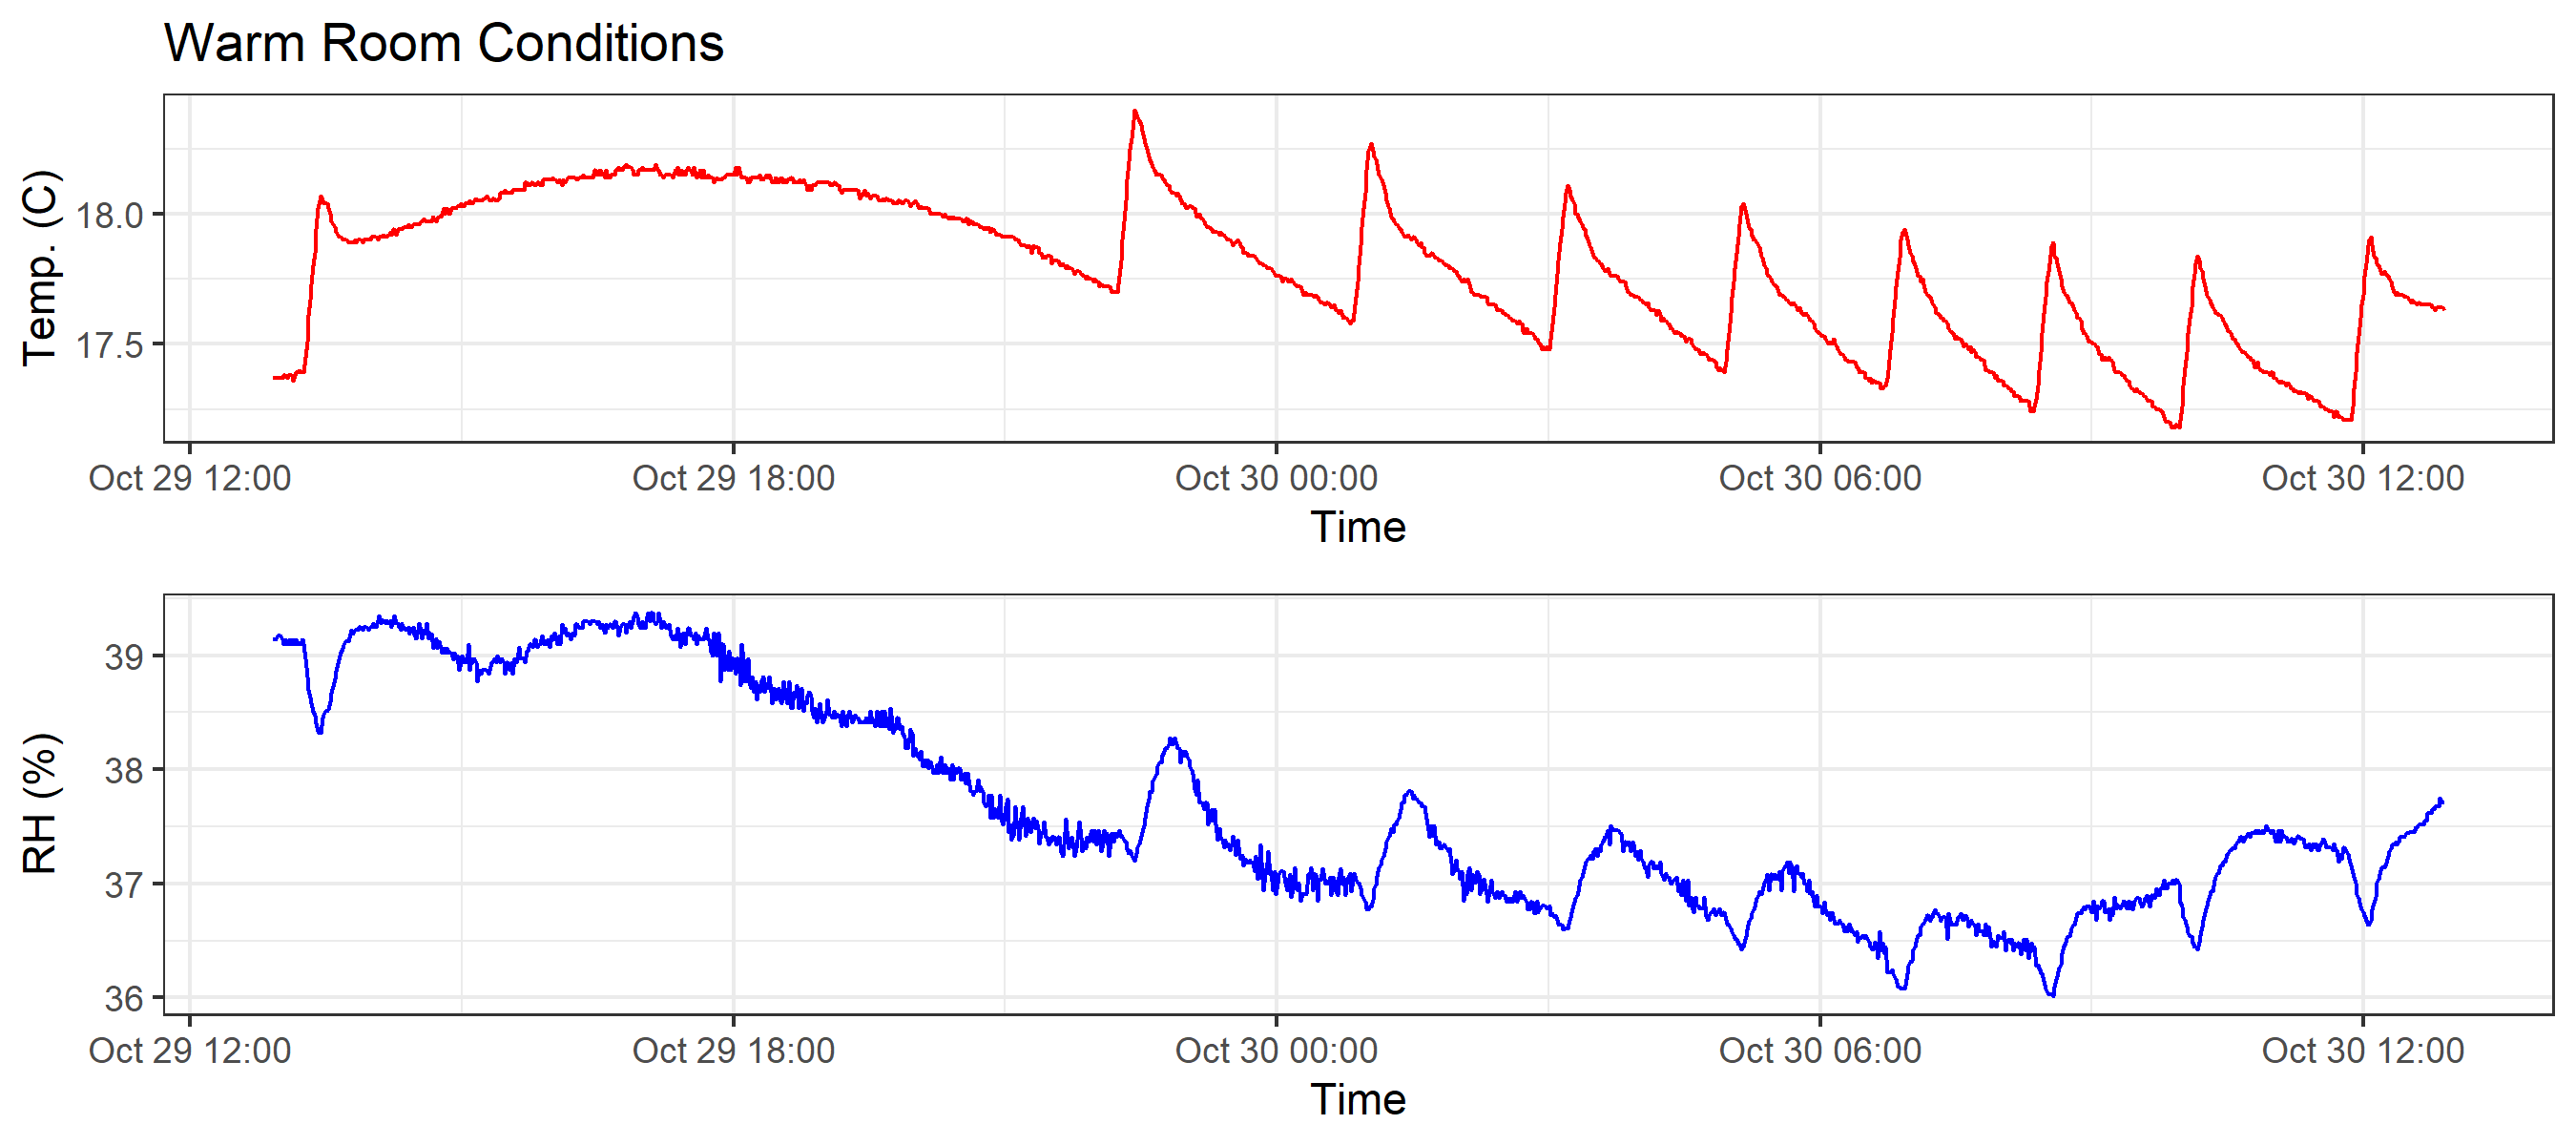 Warm Room Conditions
Temp. (C)
18.0
17.5
Oct 29 12:00 Oct 29 18:00 Oct 30 00:00 Oct 30 06:00 Oct 30 12:00
Time
RH (%)
39
38
37
36
Oct 29 12:00 Oct 29 18:00 Oct 30 00:00 Oct 30 06:00 Oct 30 12:00
Time